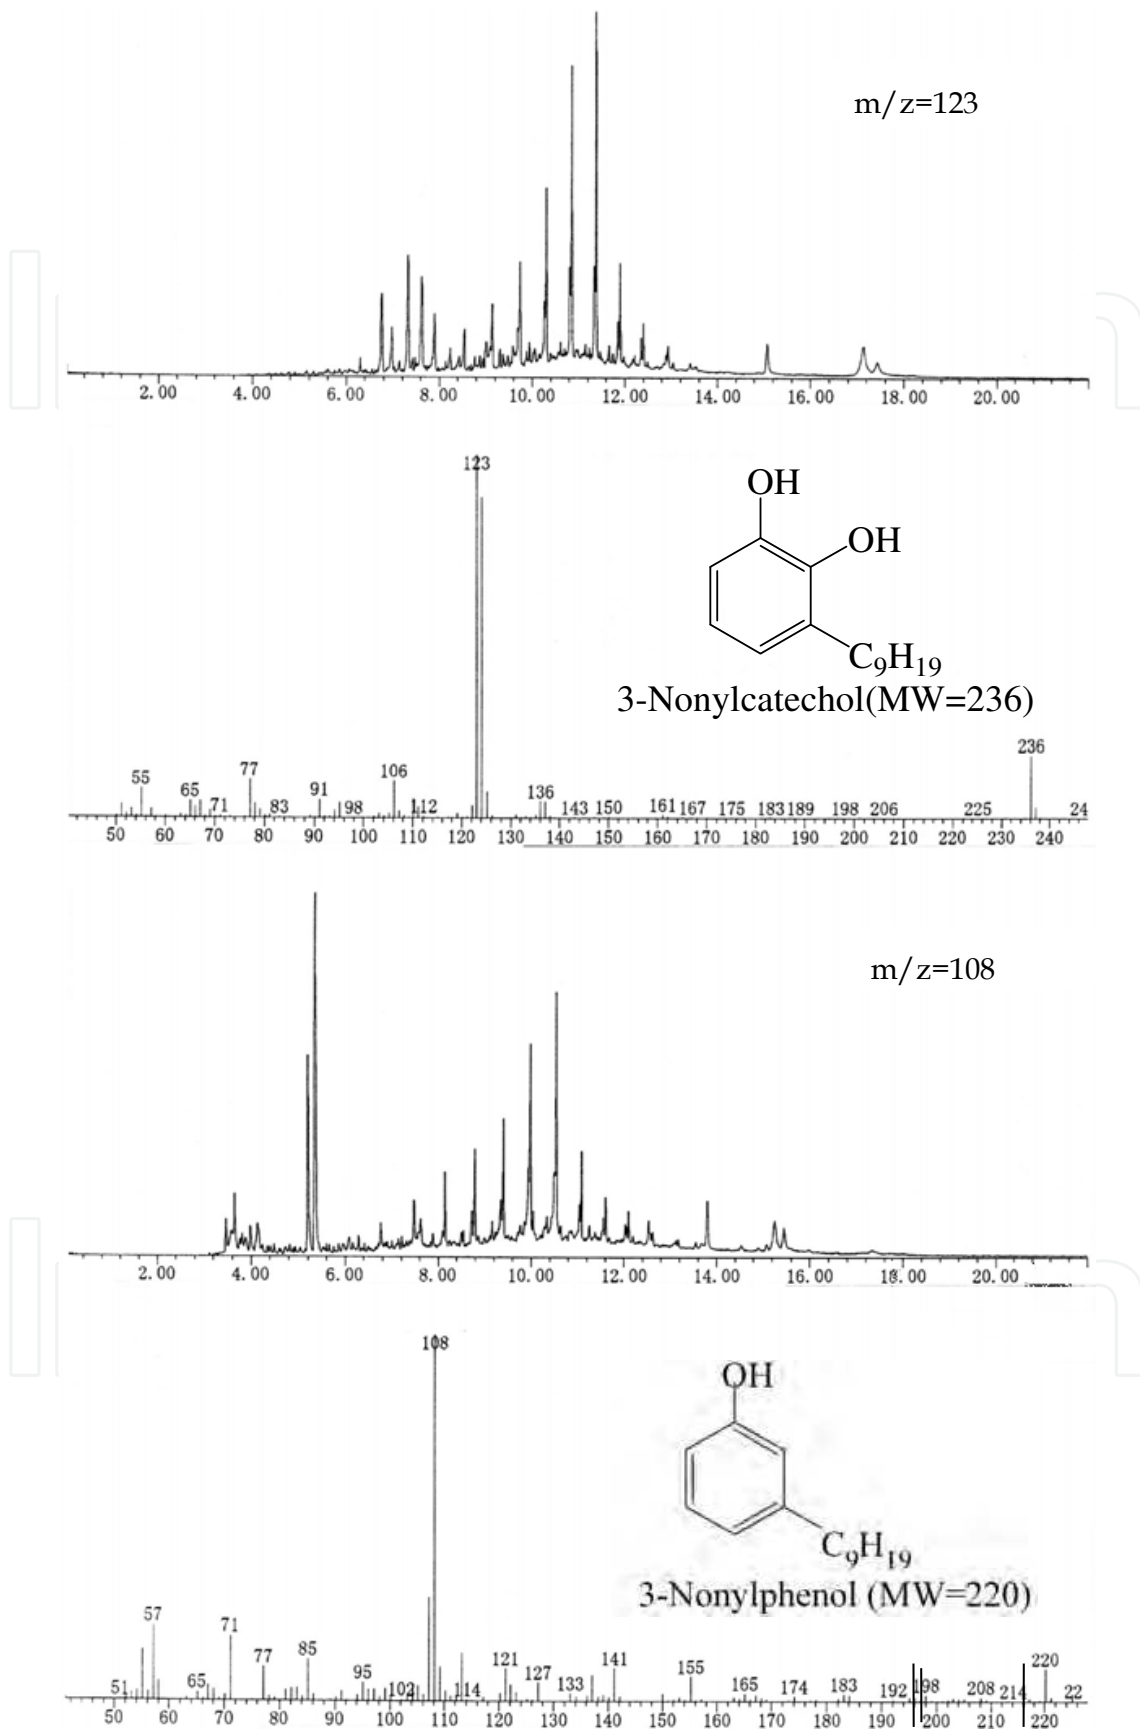 m/z=123
2.00 4.00 6.00 8.00 10.00 12.00 14.00 16.00 18.00 20.00
123
OH
OH
C9H19
3-Nonylcatechol(MW=236)
236
55 65 71 77 83 91 98 106 112 136 143 150 161 167 175 183 189 198 206 225 24
50 60 70 80 90 100 110 120 130 140 150 160 170 180 190 200 210 220 230 240
m/z=108
2.00 4.00 6.00 8.00 10.00 12.00 14.00 16.00 18.00 20.00
108
OH
C9H19
3-Nonylphenol (MW=220)
51 57 65 71 77 85 95 102 114 121 127 133 141 155 165 174 183 192 198 208 214 220 22
50 60 70 80 90 100 110 120 130 140 150 160 170 180 190 200 210 220